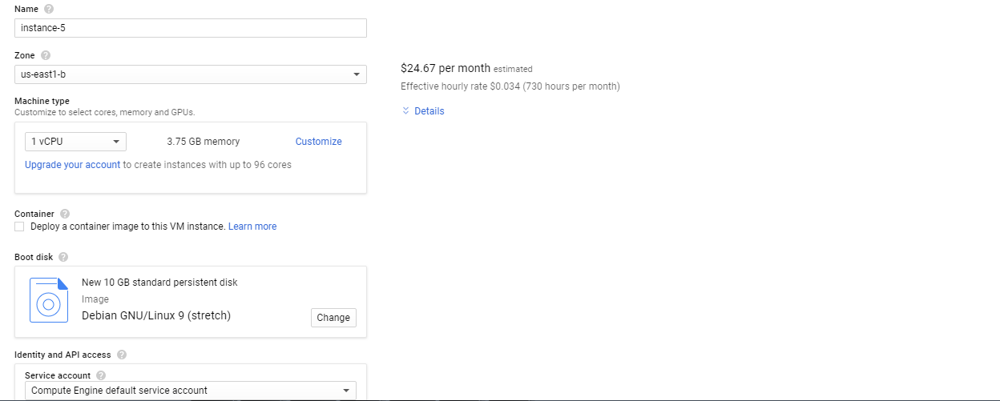 Name
instance-5
Zone
us-east1-b
$24.67 per month estimated
Effective hourly rate $0.034 (730 hours per month)
Details
Machine type
Customize to select cores, memory and GPUs.
1 vCPU 3.75 GB memory Customize
Upgrade your account to create instances with up to 96 cores
Container
Deploy a container image to this VM instance. Learn more
Boot disk
New 10 GB standard persistent disk
Image
Debian GNU/Linux 9 (stretch)
Change
Identity and API access
Service account
Compute Engine default service account